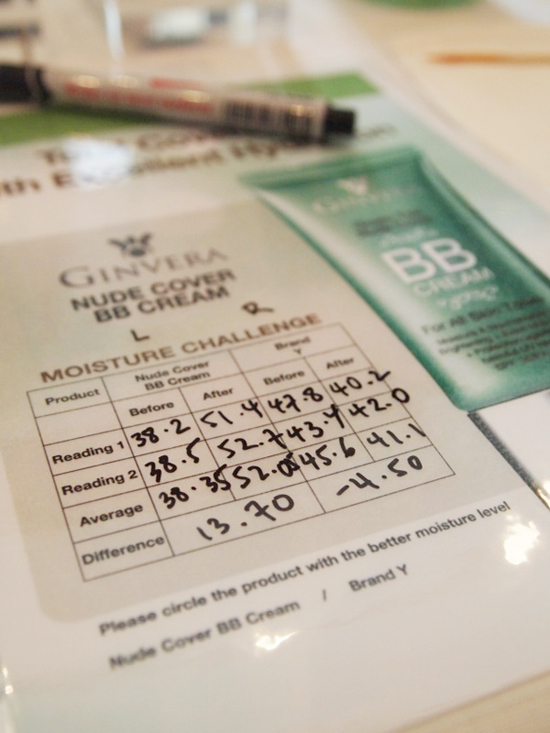 th Excellent
GINVERA
NUDE COVER
BB CREAM
L R
MOISTURE CHALLENGE
Product Nude Cover BB Cream Brand Y
Before After Before After
Reading 1 38.2 51.4 47.8 40.2
Reading 2 38.5 52.7 43.4 42.0
Average 38.35 52.05 45.6 41.1
Difference 13.70 -4.50
Please circle the product with the better moisture level
Nude Cover BB Cream / Brand Y
GINVERA
BB
CREAM
For All Skin Types